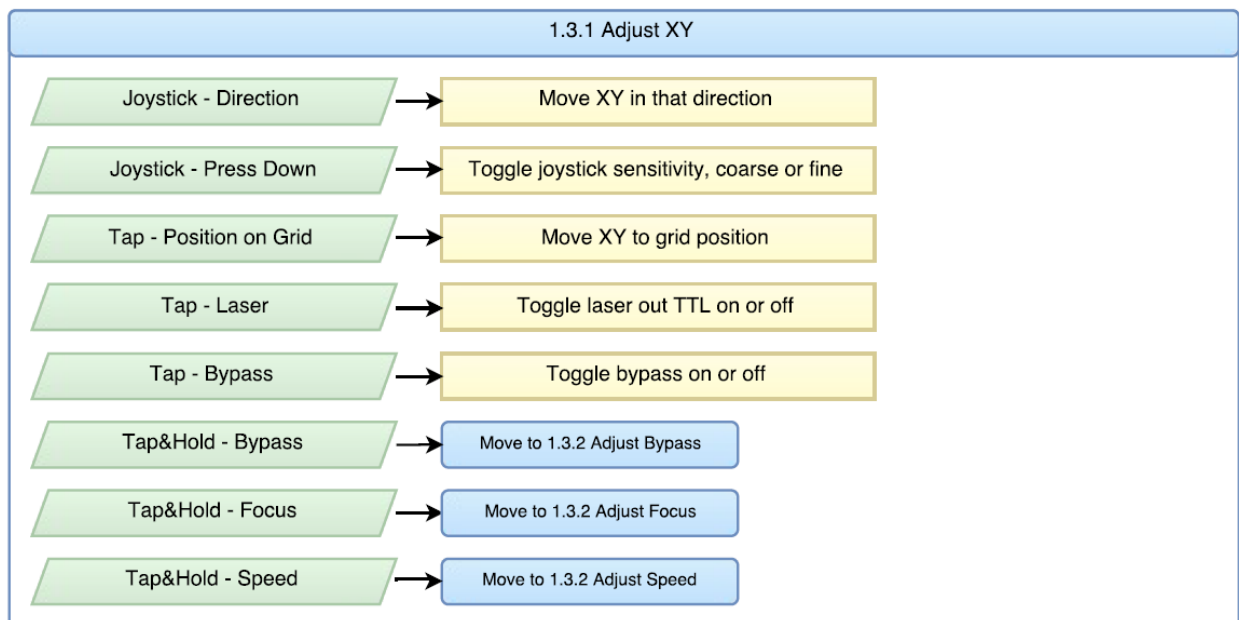 1.3.1 Adjust XY
Joystick - Direction
Move XY in that direction
Joystick - Press Down
Toggle joystick sensitivity, coarse or fine
Tap - Position on Grid
Move XY to grid position
Tap - Laser
Toggle laser out TTL on or off
Tap - Bypass
Toggle bypass on or off
Tap&Hold - Bypass
Move to 1.3.2 Adjust Bypass
Tap&Hold - Focus
Move to 1.3.2 Adjust Focus
Tap&Hold - Speed
Move to 1.3.2 Adjust Speed